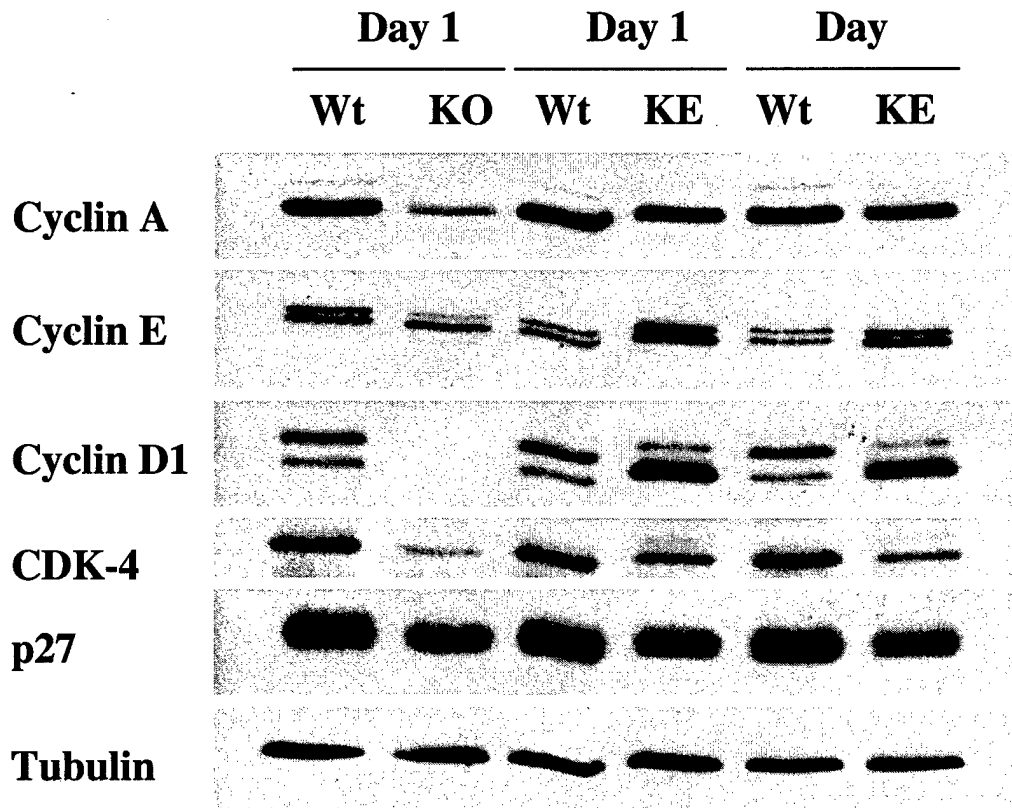 Day 1 Day 1 Day
Wt KO Wt KE Wt KE
Cyclin A
Cyclin E
Cyclin D1
CDK-4
p27
Tubulin